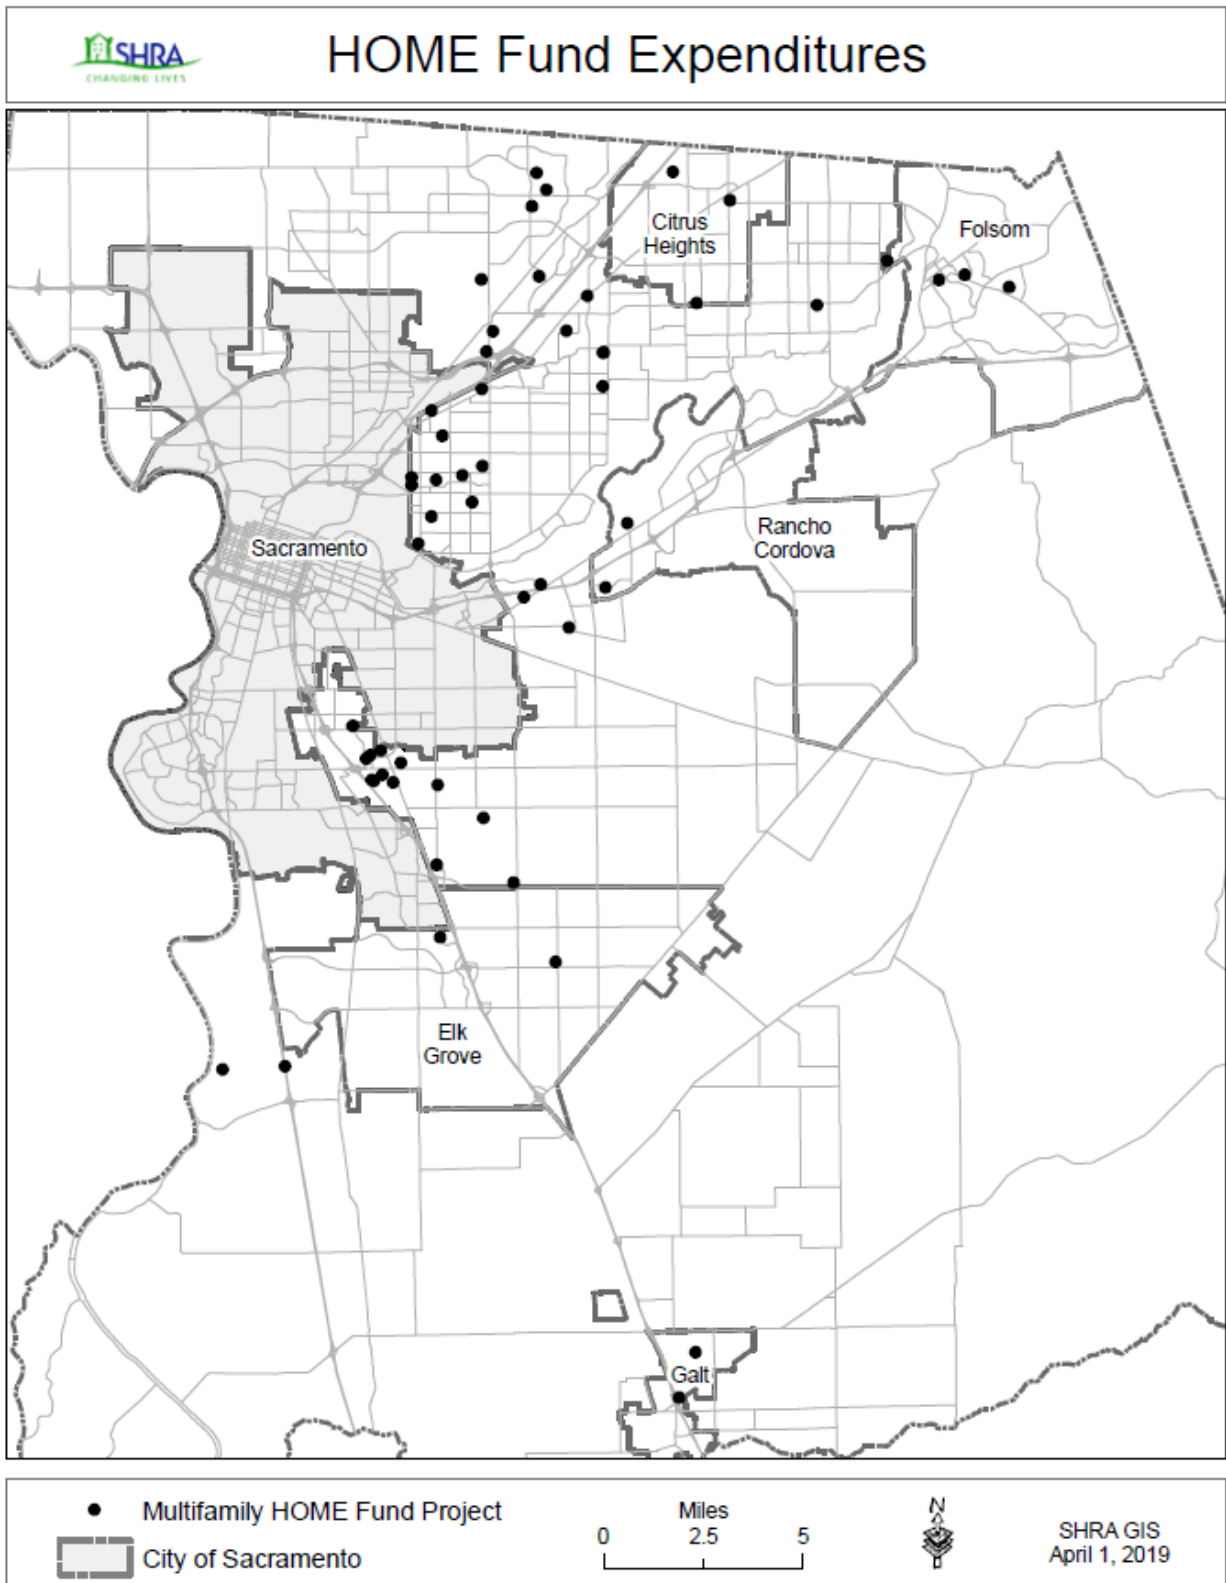 SHRA
CHANGING LIVES
HOME Fund Expenditures
Citrus
Heights
Folsom
Sacramento
Rancho
Cordova
Elk
Grove
Galt
Multifamily HOME Fund Project
City of Sacramento
Miles
0 2.5 5
N
SHRA GIS
April 1, 2019